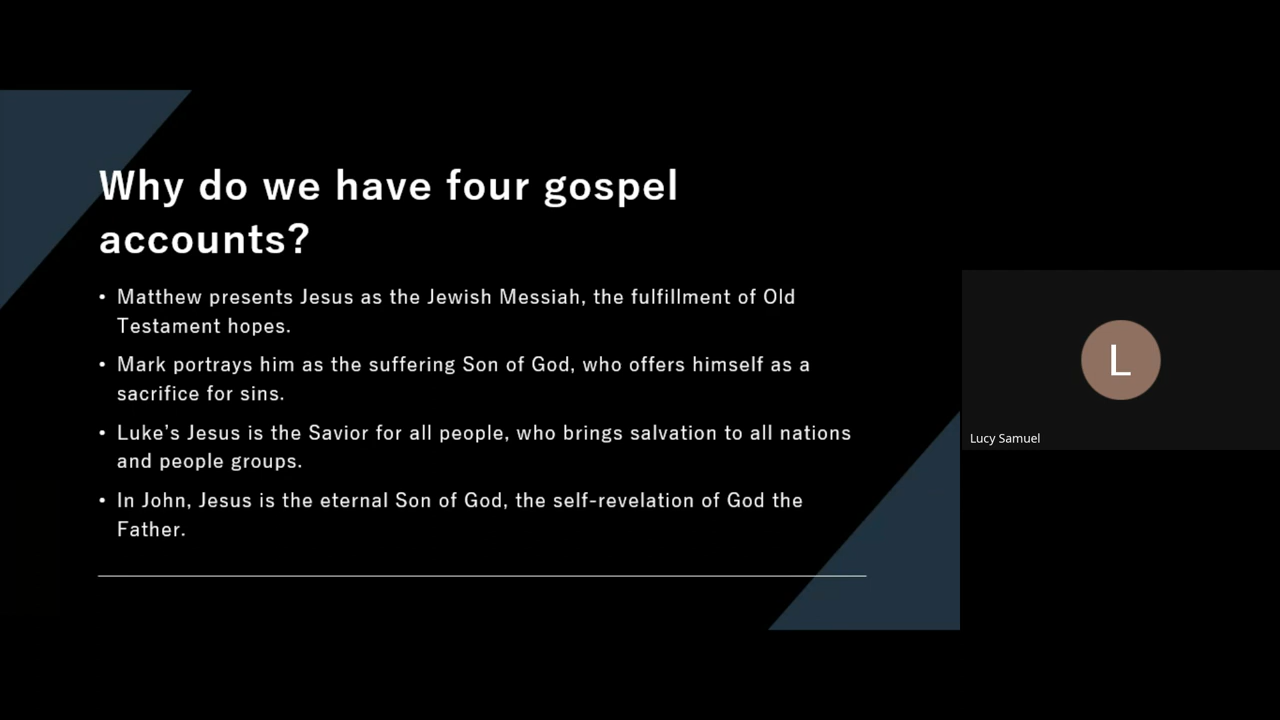 Why do we have four gospel
accounts?
• Matthew presents Jesus as the Jewish Messiah, the fulfillment of Old
Testament hopes.
• Mark portrays him as the suffering Son of God, who offers himself as a
sacrifice for sins.
• Luke’s Jesus is the Savior for all people, who brings salvation to all nations
and people groups.
• In John, Jesus is the eternal Son of God, the self-revelation of God the
Father.
L
Lucy Samuel